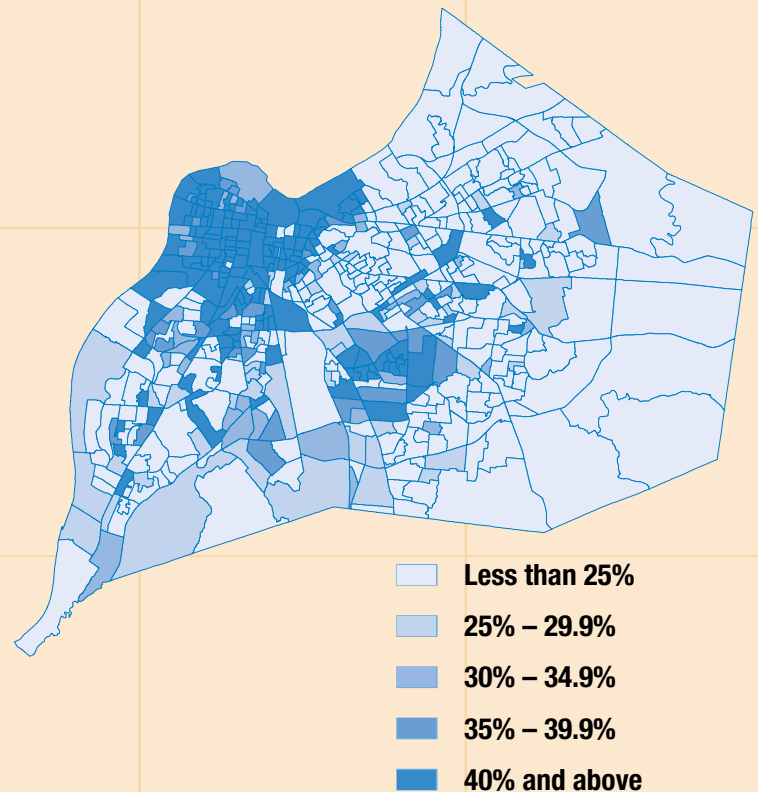 Less than 25%
25% – 29.9%
30% – 34.9%
35% – 39.9%
40% and above